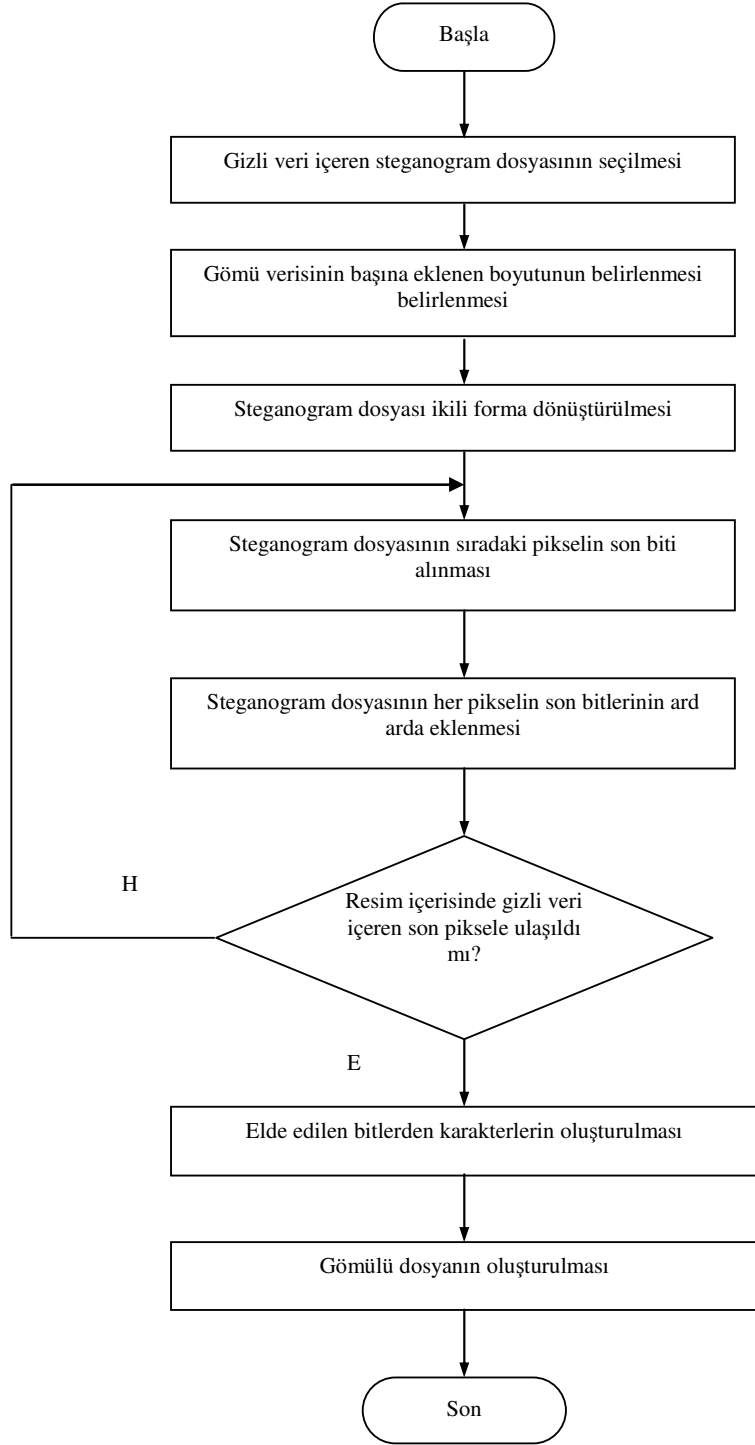 Başla
Gizli veri içeren steganogram dosyasının seçilmesi
Gömü verisinin başına eklenen boyutunun belirlenmesi
belirlenmesi
Steganogram dosyası ikili forma dönüştürülmesi
Steganogram dosyasının sıradaki pikselin son biti
alınması
Steganogram dosyasının her pikselin son bitlerinin ard
arda eklenmesi
Resim içerisinde gizli veri
içeren son piksele ulaşıldı
mı?
H
E
Elde edilen bitlerden karakterlerin oluşturulması
Gömülü dosyanın oluşturulması
Son